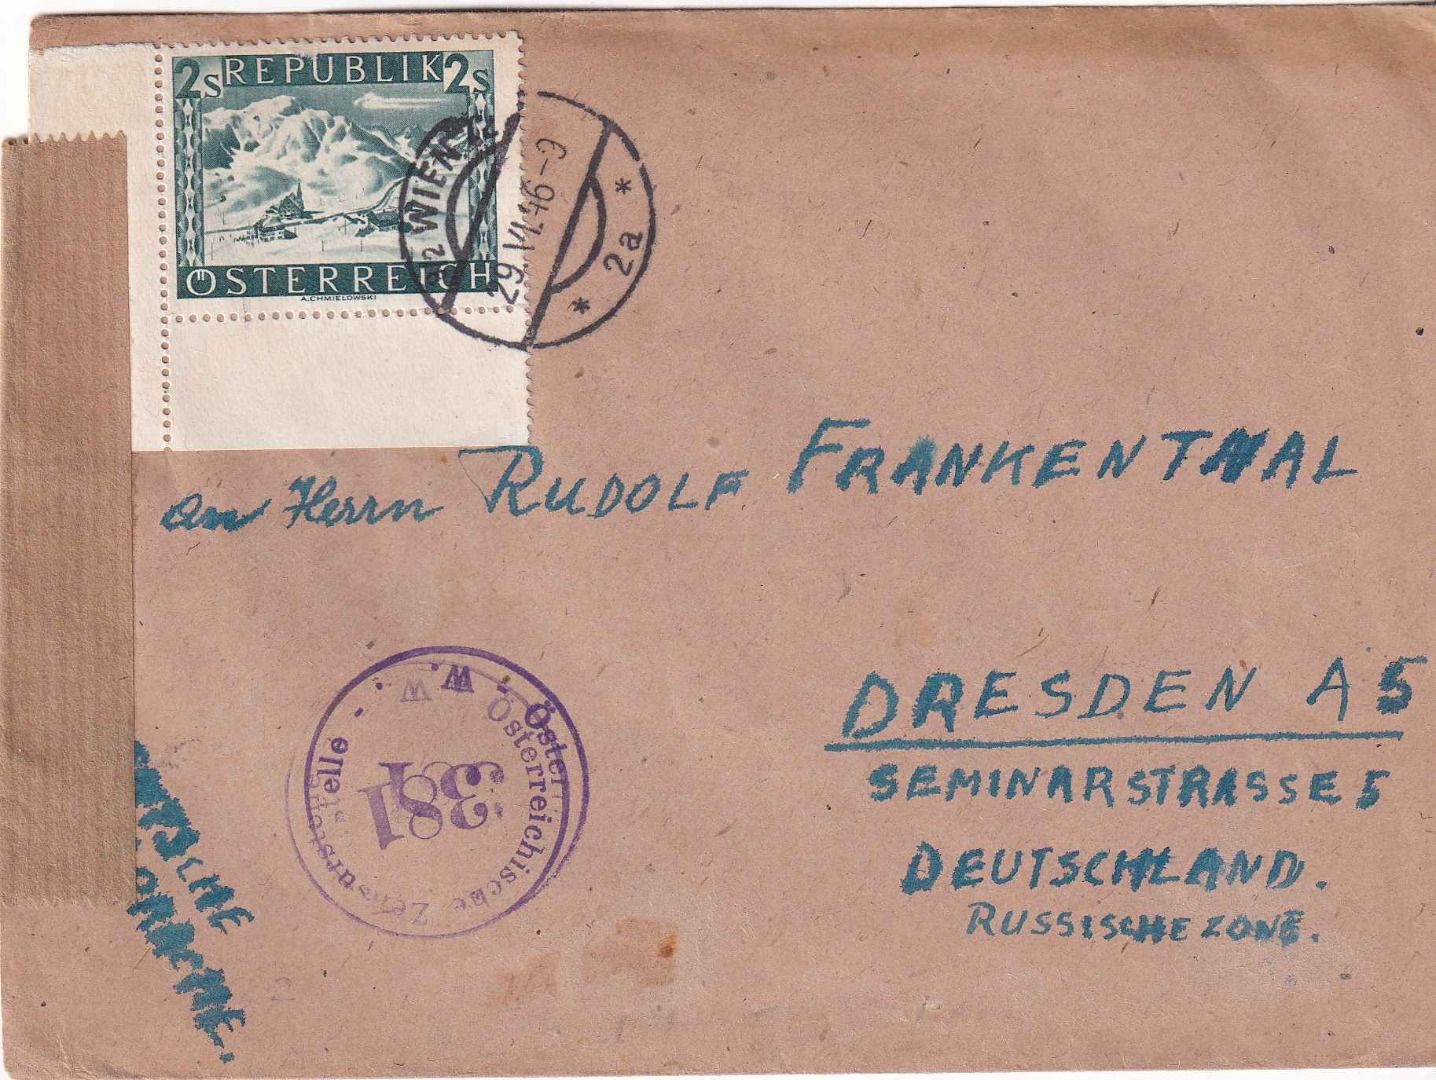 2S REPUBLIK 2S
ÖSTERREICH
A.CHMIELOWSKI
WIEN
29.VI.46-9
* 2a *
An Herrn RUDOLF FRANKENTHAL
DRESDEN A 5
SEMINARSTRASSE 5
DEUTSCHLAND.
RUSSISCHE ZONE.
Österreichische Zensurstelle · W. W.
381